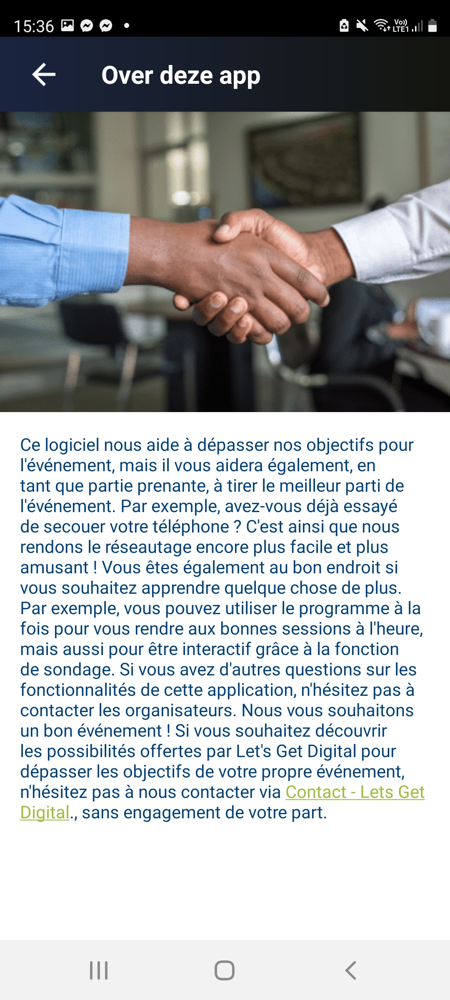 15:36
Vo))
LTE1
Over deze app
Ce logiciel nous aide à dépasser nos objectifs pour
l'événement, mais il vous aidera également, en
tant que partie prenante, à tirer le meilleur parti de
l'événement. Par exemple, avez-vous déjà essayé
de secouer votre téléphone ? C'est ainsi que nous
rendons le réseautage encore plus facile et plus
amusant ! Vous êtes également au bon endroit si
vous souhaitez apprendre quelque chose de plus.
Par exemple, vous pouvez utiliser le programme à la
fois pour vous rendre aux bonnes sessions à l'heure,
mais aussi pour être interactif grâce à la fonction
de sondage. Si vous avez d'autres questions sur les
fonctionnalités de cette application, n'hésitez pas à
contacter les organisateurs. Nous vous souhaitons
un bon événement ! Si vous souhaitez découvrir
les possibilités offertes par Let's Get Digital pour
dépasser les objectifs de votre propre événement,
n'hésitez pas à nous contacter via Contact - Lets Get
Digital., sans engagement de votre part.